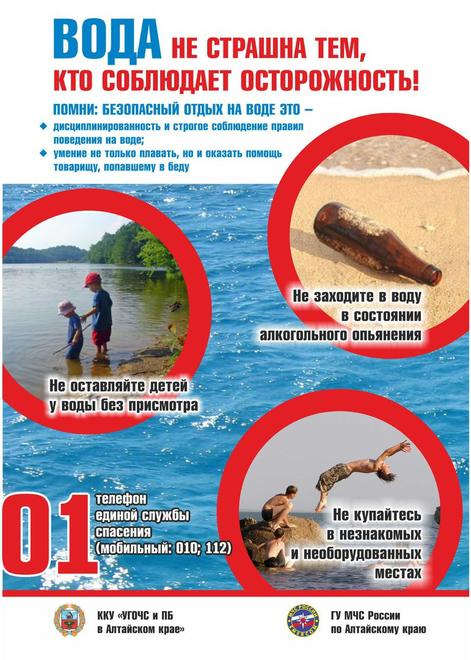 ВОДА НЕ СТРАШНА ТЕМ,
КТО СОБЛЮДАЕТ ОСТОРОЖНОСТЬ!
ПОМНИ: БЕЗОПАСНЫЙ ОТДЫХ НА ВОДЕ ЭТО –
дисциплинированность и строгое соблюдение правил
поведения на воде;
умение не только плавать, но и оказать помощь
товарищу, попавшему в беду
Не заходите в воду
в состоянии
алкогольного опьянения
Не оставляйте детей
у воды без присмотра
01
телефон
единой службы
спасения
(мобильный: 010; 112)
Не купайтесь
в незнакомых
и необорудованных
местах
ККУ «УГОЧС и ПБ
в Алтайском крае»
ГУ МЧС России
по Алтайскому краю